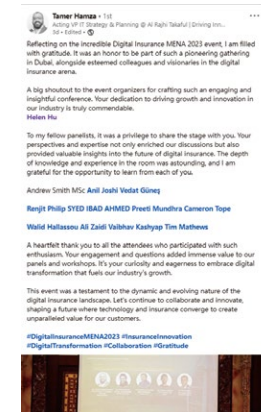 Tamer Hamza • 1st
Acting VP IT Strategy & Planning @ Al Rajhi Takaful | Driving Inn...
3d • Edited •
Reflecting on the incredible Digital Insurance MENA 2023 event, I am filled
with gratitude. It was an honor to be part of such a pioneering gathering
in Dubai, alongside esteemed colleagues and visionaries in the digital
insurance arena.
A big shoutout to the event organizers for crafting such an engaging and
insightful conference. Your dedication to driving growth and innovation in
our industry is truly commendable.
Helen Hu
To my fellow panelists, it was a privilege to share the stage with you. Your
perspectives and expertise not only enriched our discussions but also
provided valuable insights into the future of digital insurance. The depth
of knowledge and experience in the room was astounding, and I am
grateful for the opportunity to learn from each of you.
Andrew Smith MSc Anil Joshi Vedat Güneş
Renjit Philip SYED IBAD AHMED Preeti Mundhra Cameron Tope
Walid Hallassou Ali Zaidi Vaibhav Kashyap Tim Mathews
A heartfelt thank you to all the attendees who participated with such
enthusiasm. Your engagement and questions added immense value to our
panels and workshops. It's your curiosity and eagerness to embrace digital
transformation that fuels our industry's growth.
This event was a testament to the dynamic and evolving nature of the
digital insurance landscape. Let's continue to collaborate and innovate,
shaping a future where technology and insurance converge to create
unparalleled value for our customers.
#DigitalInsuranceMENA2023 #InsuranceInnovation
#DigitalTransformation #Collaboration #Gratitude